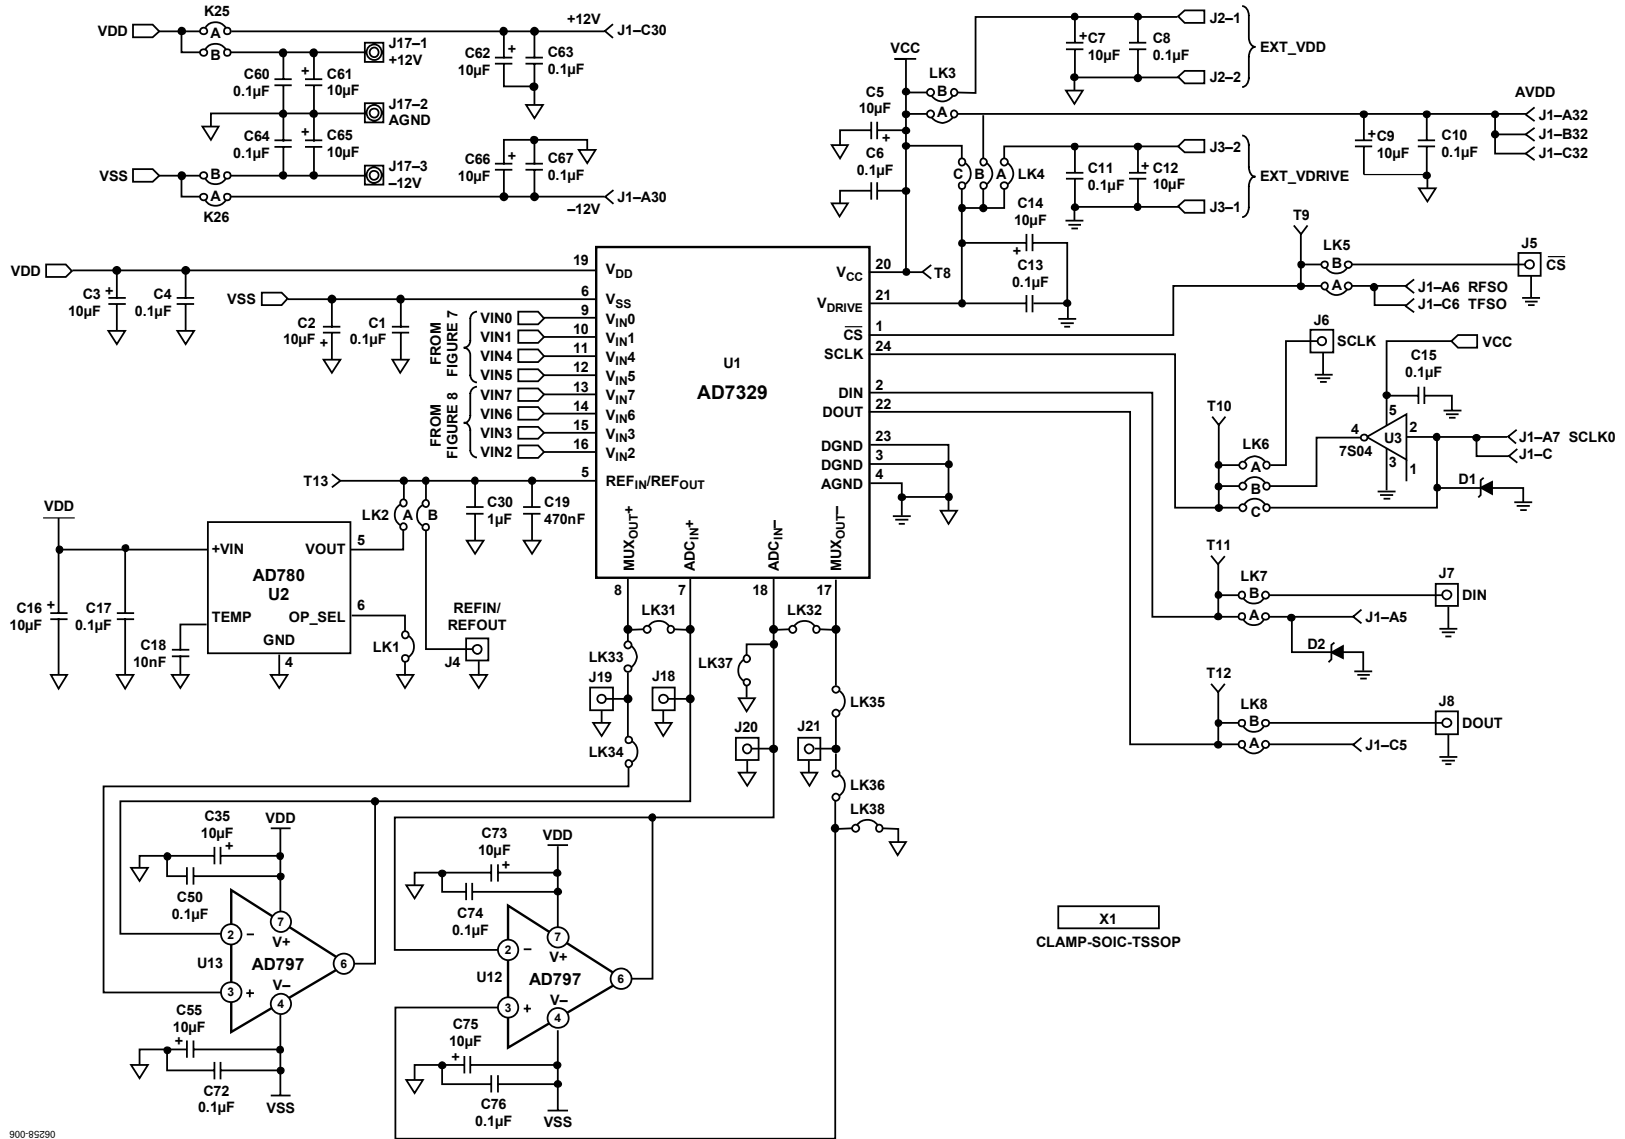 K25
VDD
A
B
+12V
J1–C30
J17–1
+12V
C60
0.1µF
+
C61
10µF
C62
10µF
+
C63
0.1µF
J17–2
AGND
C64
0.1µF
+
C65
10µF
C66
10µF
+
C67
0.1µF
VSS
B
A
K26
J17–3
–12V
–12V
J1–A30
VCC
LK3
B
A
C5
10µF
+
C6
0.1µF
+
C7
10µF
C8
0.1µF
J2–1
J2–2
EXT_VDD
AVDD
J1–A32
J1–B32
J1–C32
+
C9
10µF
C10
0.1µF
C
B
A
LK4
C11
0.1µF
+
C12
10µF
J3–2
J3–1
EXT_VDRIVE
C14
10µF
+
C13
0.1µF
T8
VDD
C3
10µF
+
C4
0.1µF
VSS
C2
10µF
+
C1
0.1µF
FROM
FIGURE 7
VIN0
VIN1
VIN4
VIN5
FROM
FIGURE 8
VIN7
VIN6
VIN3
VIN2
19
6
9
10
11
12
13
14
15
16
5
VDD
VSS
VIN0
VIN1
VIN4
VIN5
VIN7
VIN6
VIN3
VIN2
REFIN/REFOUT
U1
AD7329
VCC
VDRIVE
CS
SCLK
DIN
DOUT
DGND
DGND
AGND
20
21
1
24
2
22
23
3
4
MUXOUT+
ADCIN+
ADCIN–
MUXOUT–
8
7
18
17
T9
LK5
B
A
J5
CS
J1–A6 RFSO
J1–C6 TFSO
J6
SCLK
VCC
C15
0.1µF
5
4
U3
7S04
2
3
1
J1–A7 SCLK0
J1–C
D1
T10
LK6
A
B
C
T11
LK7
B
A
J7
DIN
J1–A5
D2
T12
LK8
B
A
J8
DOUT
J1–C5
T13
LK2
A
B
C30
1µF
C19
470nF
VDD
+VIN
VOUT
5
AD780
U2
TEMP
OP_SEL
6
GND
4
C16
10µF
+
C17
0.1µF
C18
10nF
LK1
REFIN/
REFOUT
J4
LK31
LK32
LK33
J19
LK34
J18
LK37
J20
J21
LK35
LK36
LK38
C35
10µF
+
VDD
C50
0.1µF
7
V+
2
–
U13
AD797
6
3
+
V–
4
C55
10µF
+
C72
0.1µF
VSS
C73
10µF
+
VDD
C74
0.1µF
7
V+
2
–
U12
AD797
6
3
+
V–
4
C75
10µF
+
C76
0.1µF
VSS
X1
CLAMP-SOIC-TSSOP
06258-006